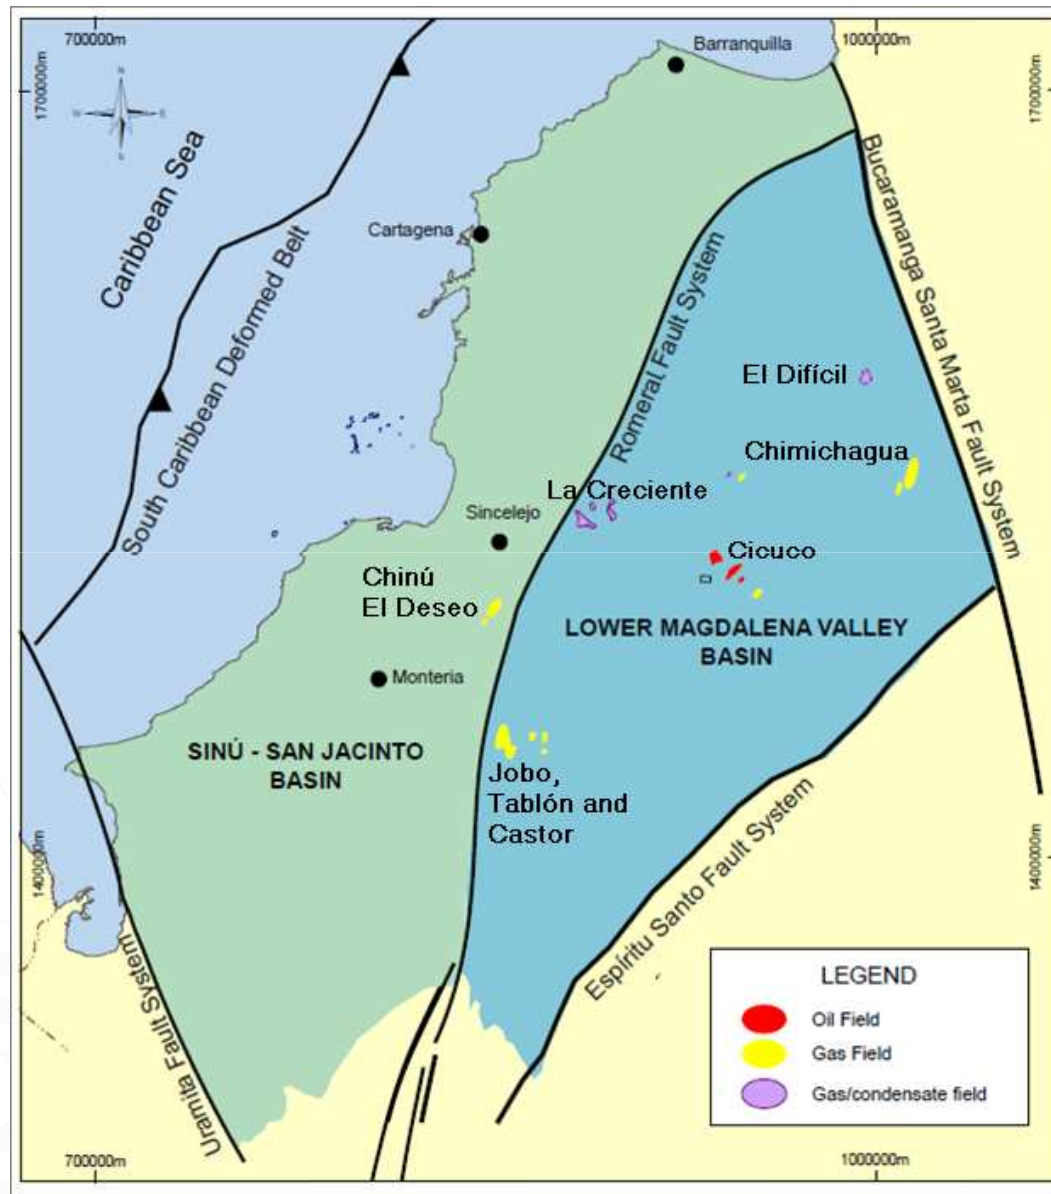 700000m
1000000m
1700000m
1700000m
N
W
E
S
Barranquilla
Caribbean Sea
Cartagena
South Caribbean Deformed Belt
Romeral Fault System
Bucaramanga Santa Marta Fault System
El Difícil
Chimichagua
La Creciente
Sincelejo
Cicuco
Chinú
El Deseo
LOWER MAGDALENA VALLEY
BASIN
Monteria
SINÚ - SAN JACINTO
BASIN
Jobo,
Tablón and
Castor
Espíritu Santo Fault System
1400000m
1400000m
Uramita Fault System
LEGEND
Oil Field
Gas Field
Gas/condensate field
700000m
1000000m